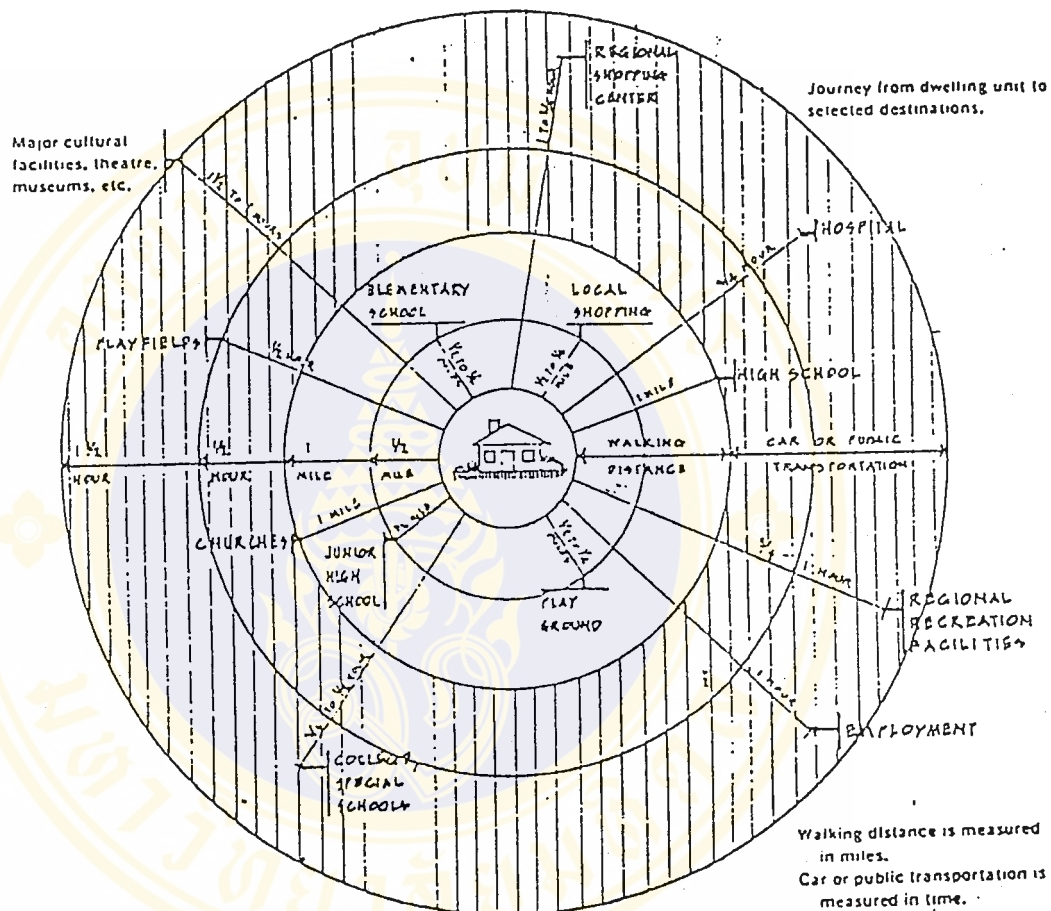 REGIONAL
SHOPPING
CENTER
Journey from dwelling unit to
selected destinations.
Major cultural
facilities, theatre,
museums, etc.
HOSPITAL
ELEMENTARY
SCHOOL
LOCAL
SHOPPING
PLAYFIELDS
1/2 HOUR
HIGH SCHOOL
1 MILE
1 1/2
HOUR
1/2
HOUR
1
MILE
1/2
MILE
WALKING
DISTANCE
CAR OR PUBLIC
TRANSPORTATION
1 MILE
CHURCHES
JUNIOR
HIGH
SCHOOL
PLAY
GROUND
1 HOUR
REGIONAL
RECREATION
FACILITIES
1 HOUR
EMPLOYMENT
SPECIAL
SCHOOLS
Walking distance is measured
in miles.
Car or public transportation is
measured in time.